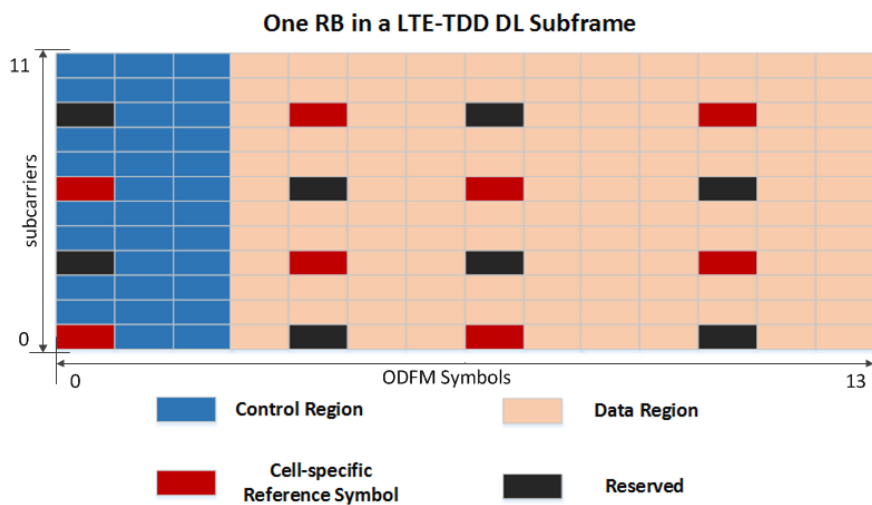 One RB in a LTE-TDD DL Subframe
11
subcarriers
0
0
ODFM Symbols
13
Control Region
Data Region
Cell-specific
Reference Symbol
Reserved